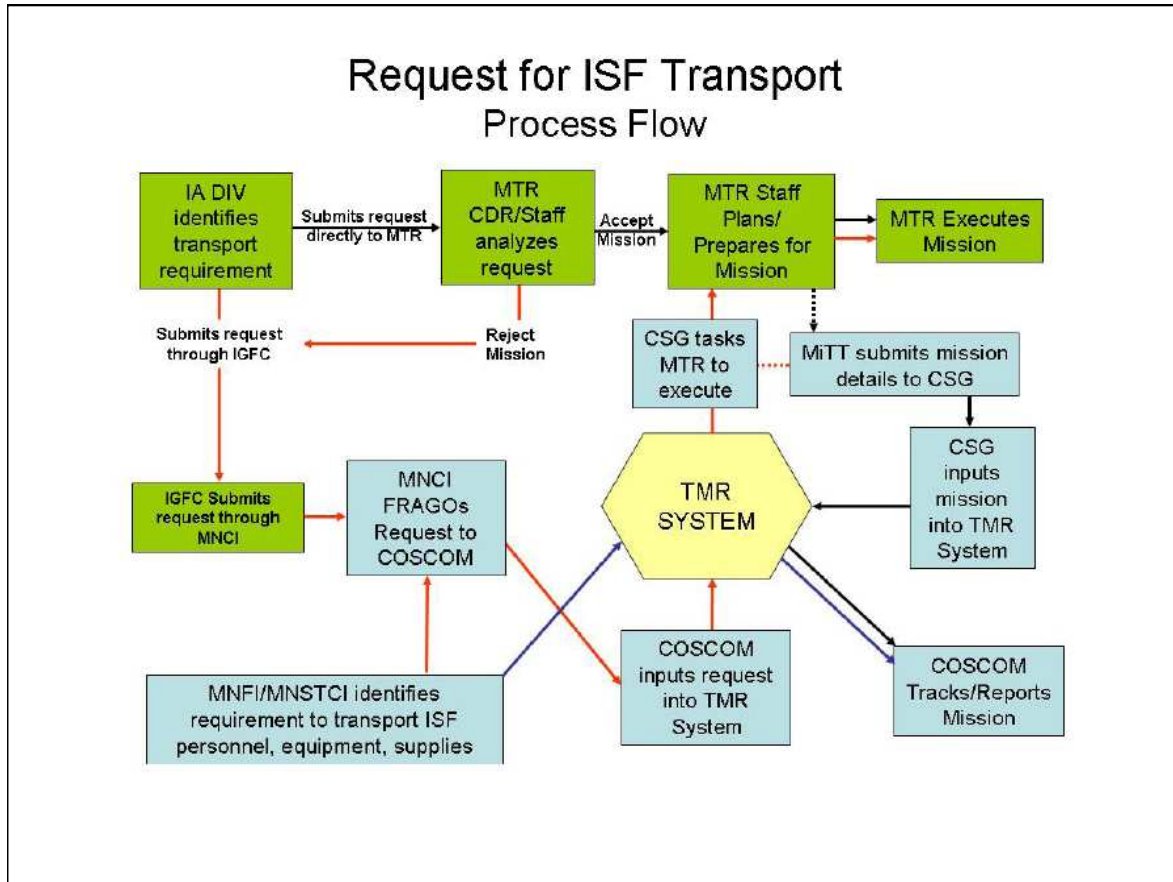 Request for ISF Transport
Process Flow
IA DIV
identifies
transport
requirement
Submits request
directly to MTR
MTR
CDR/Staff
analyzes
request
Accept
Mission
MTR Staff
Plans/
Prepares for
Mission
MTR Executes
Mission
Submits request
through IGFC
Reject
Mission
CSG tasks
MTR to
execute
MiTT submits mission
details to CSG
IGFC Submits
request through
MNCI
MNCI
FRAGOs
Request to
COSCOM
TMR
SYSTEM
CSG
inputs
mission
into TMR
System
MNFI/MNSTCI identifies
requirement to transport ISF
personnel, equipment, supplies
COSCOM
inputs request
into TMR
System
COSCOM
Tracks/Reports
Mission